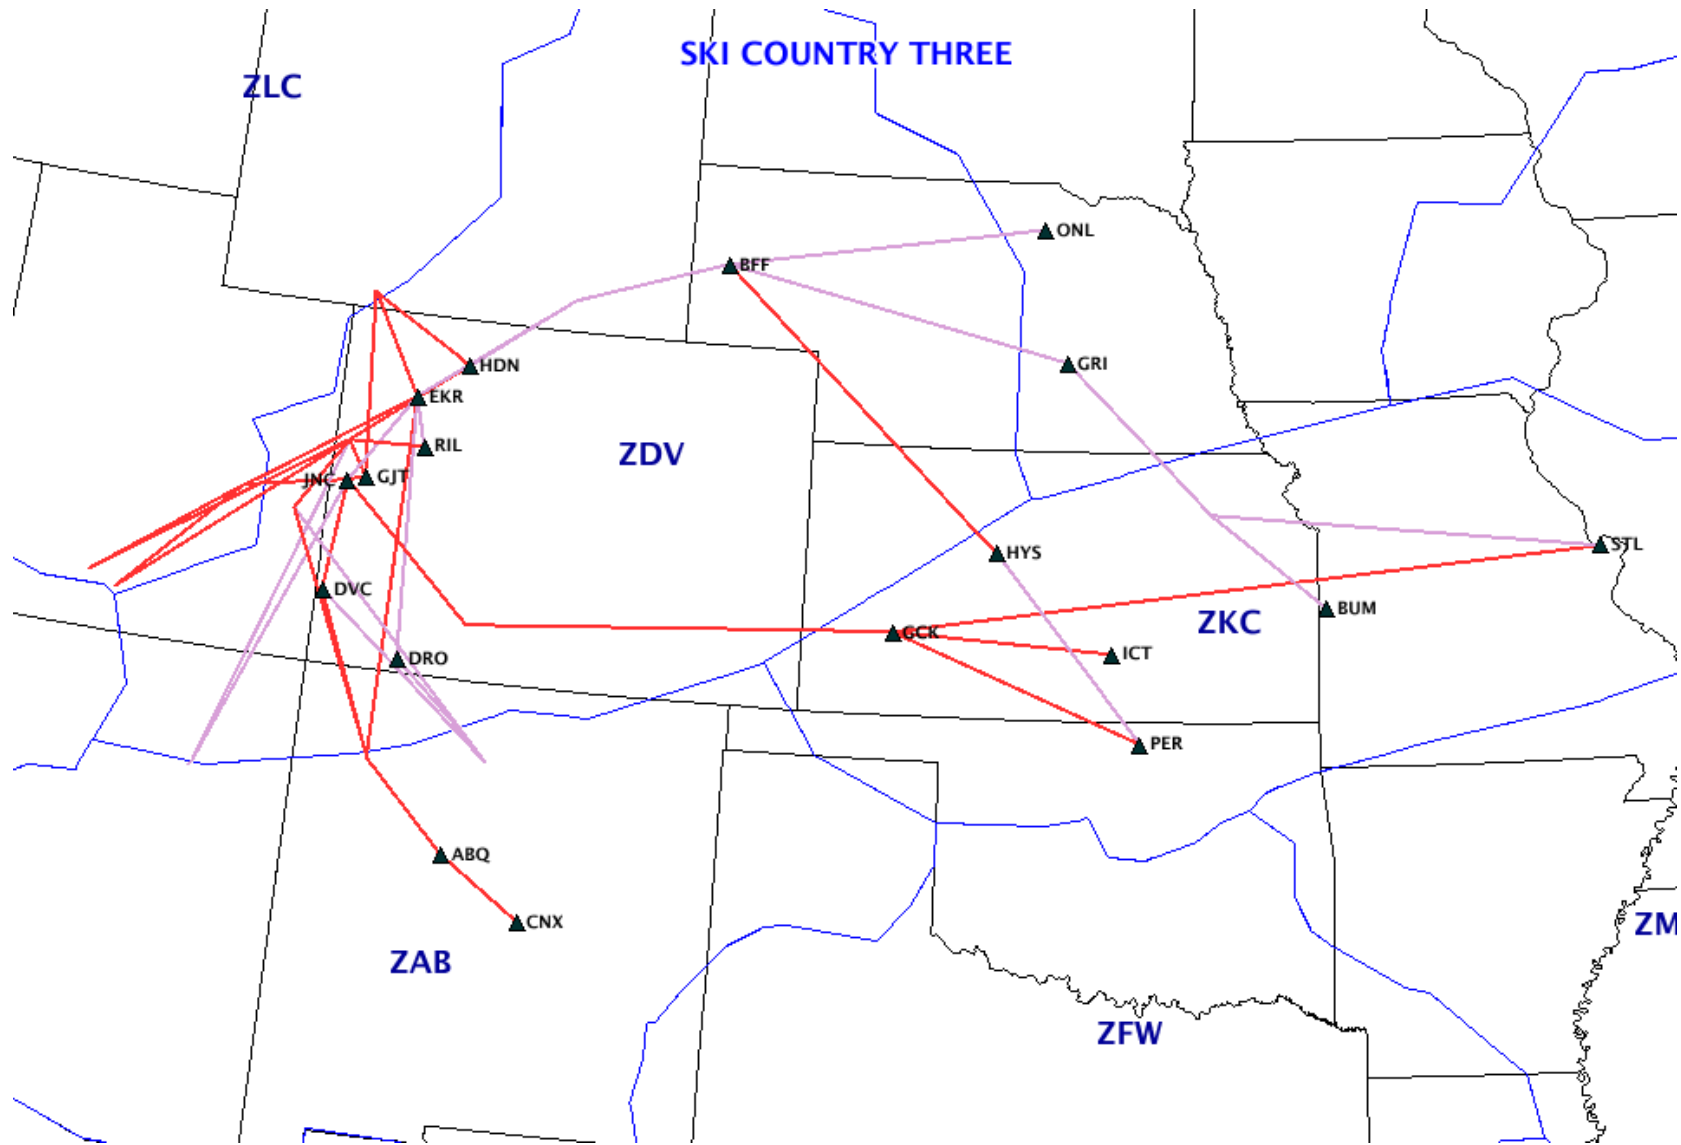 SKI COUNTRY THREE
ZLC
ONL
BFF
HDN
GRI
EKR
RIL
ZDV
JNC
GJT
STL
HYS
DVC
BUM
ZKC
GCK
ICT
DRO
PER
ABQ
CNX
ZM
ZAB
ZFW